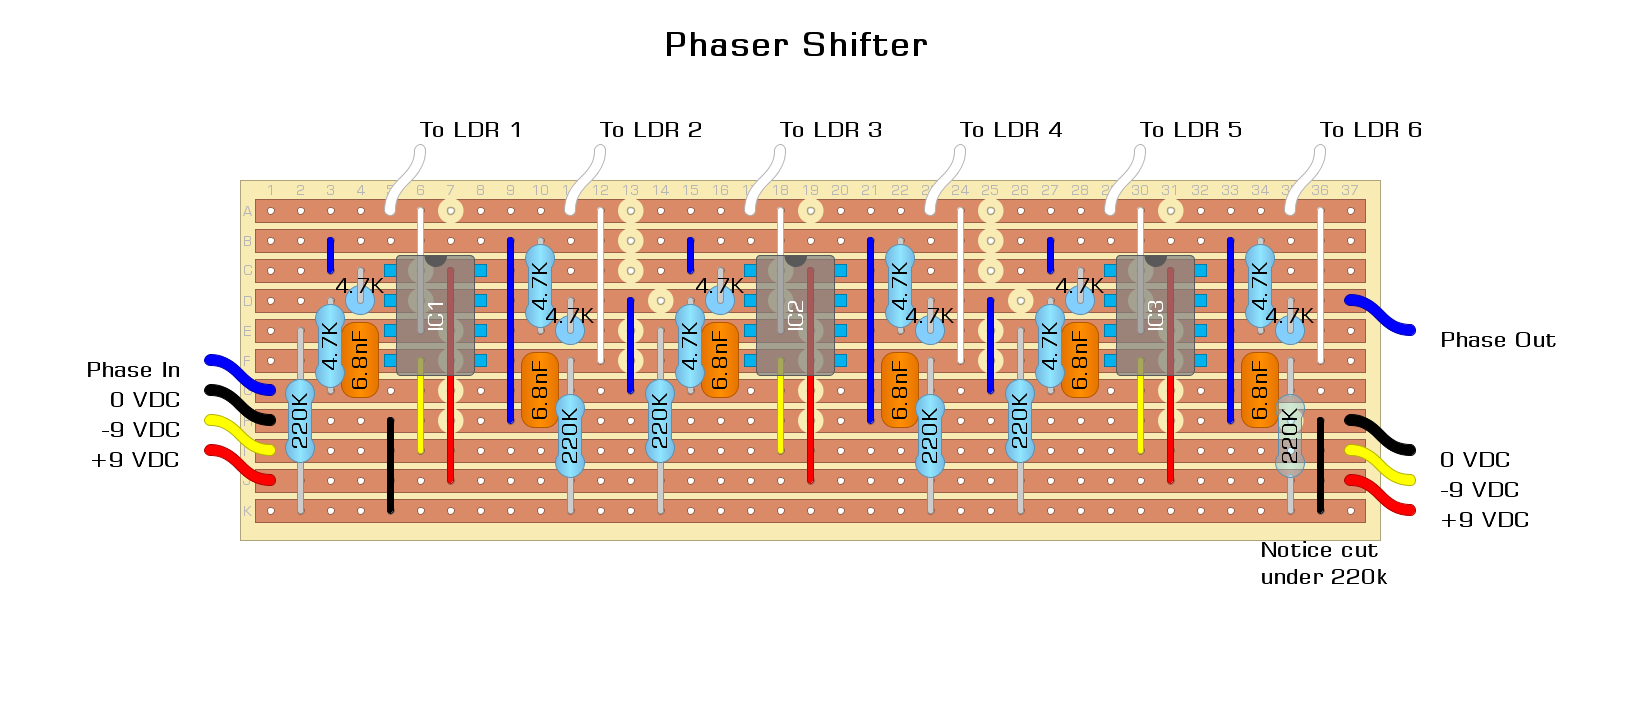 Phaser Shifter
To LDR 1 To LDR 2 To LDR 3 To LDR 4 To LDR 5 To LDR 6
1 2 3 4 5 6 7 8 9 10 11 12 13 14 15 16 17 18 19 20 21 22 23 24 25 26 27 28 29 30 31 32 33 34 35 36 37
A
B
C
4.7K 4.7K 4.7K 4.7K 4.7K 4.7K
D
4.7K 4.7K 4.7K
IC1 IC2 IC3
E
4.7K 4.7K 4.7K
Phase Out
F
6.8nF 6.8nF 6.8nF
Phase In
6.8nF 6.8nF 6.8nF
0 VDC
220K 220K 220K
-9 VDC
220K 220K 220K
+9 VDC
0 VDC
-9 VDC
K
+9 VDC
Notice cut
under 220k